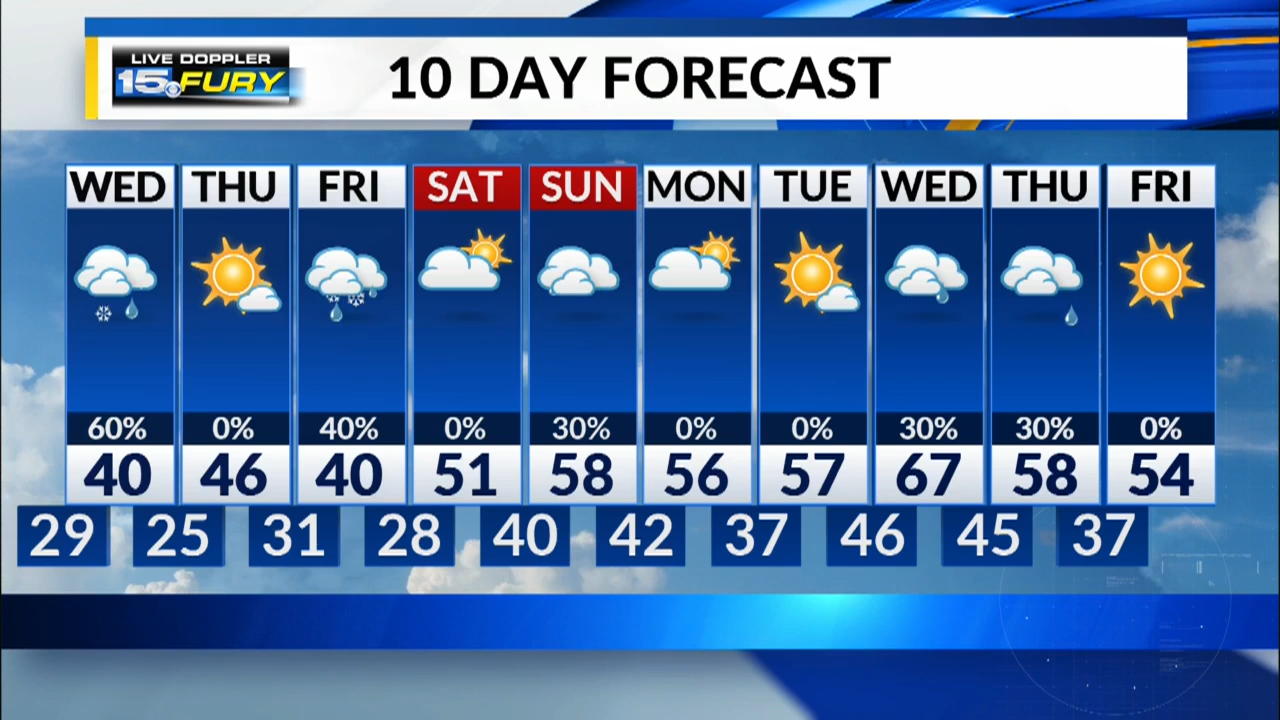 LIVE DOPPLER
15 FURY
10 DAY FORECAST
WED THU FRI SAT SUN MON TUE WED THU FRI
60% 0% 40% 0% 30% 0% 0% 30% 30% 0%
40 46 40 51 58 56 57 67 58 54
29 25 31 28 40 42 37 46 45 37